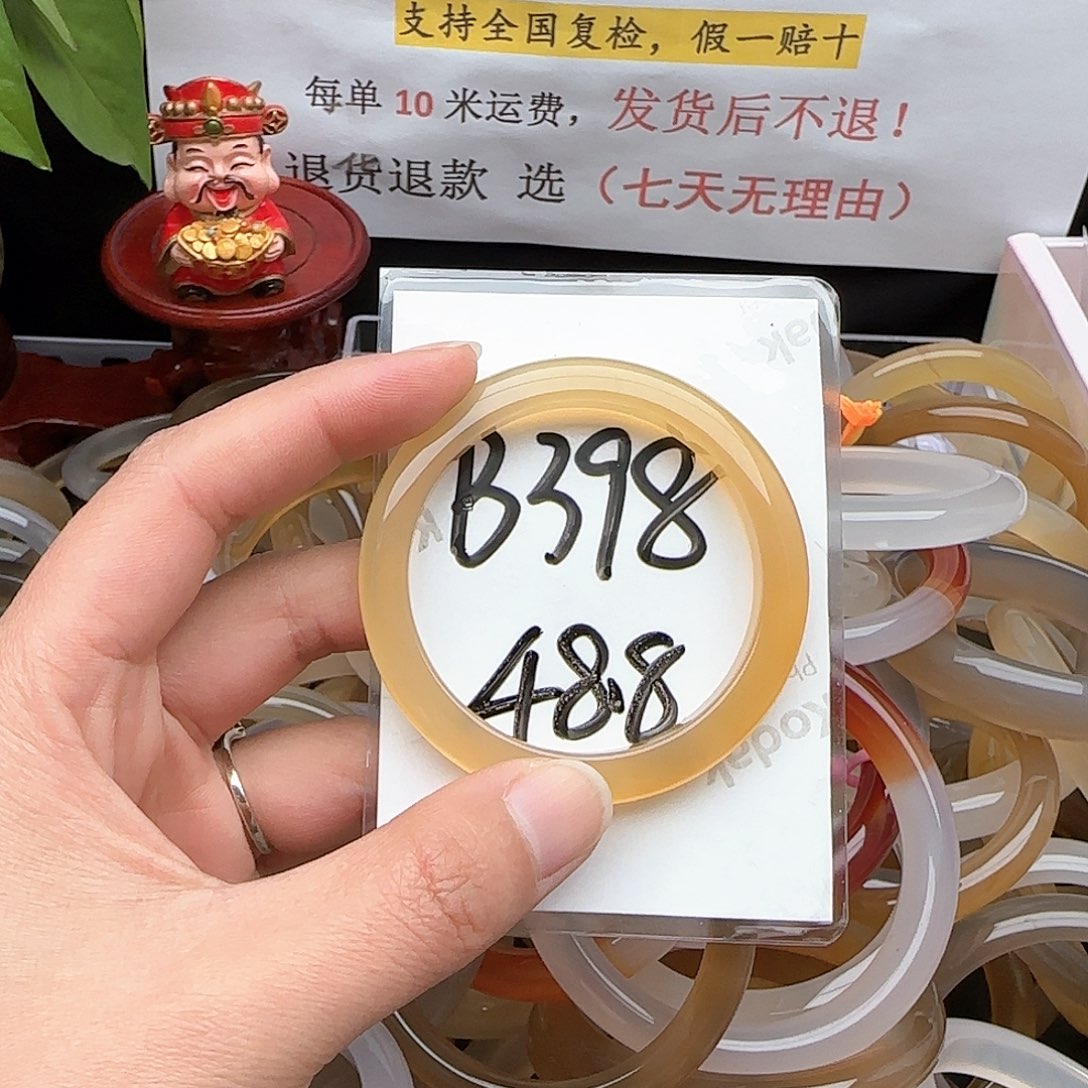 支持全国复检，假一赔十
每单 10 米运费，发货后不退！
退货退款 选（七天无理由）
B398
488
Kodak